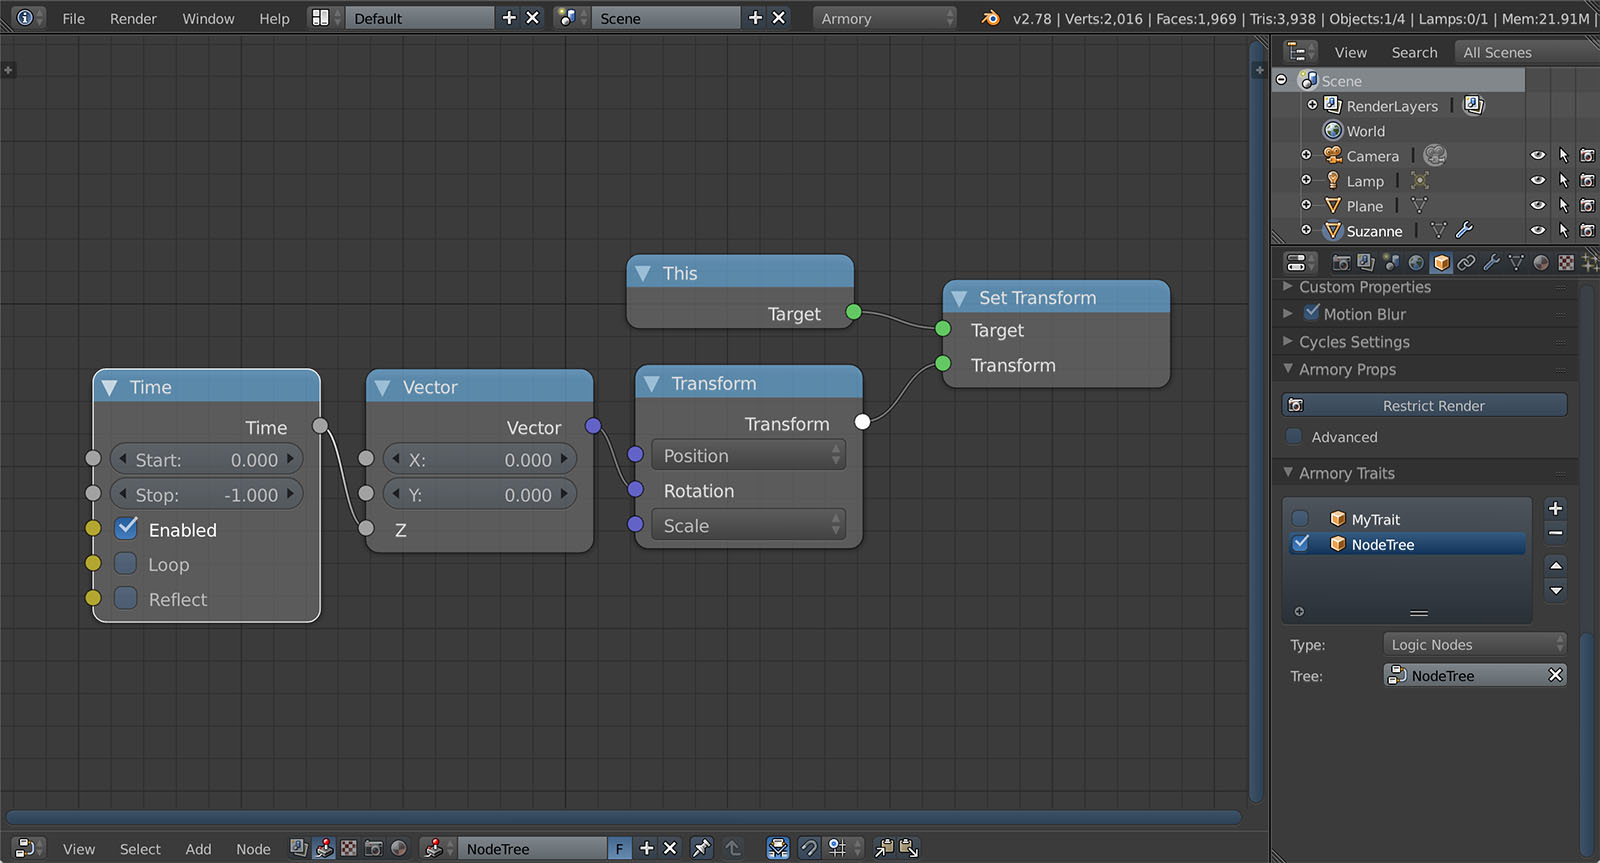 File Render Window Help Default Scene Armory v2.78 | Verts:2,016 | Faces:1,969 | Tris:3,938 | Objects:1/4 | Lamps:0/1 | Mem:21.91M |
View Search All Scenes
Scene
RenderLayers
World
Camera
Lamp
Plane
Suzanne
This
Target
Set Transform
Target
Transform
Time
Time
Start: 0.000
Stop: -1.000
Enabled
Loop
Reflect
Vector
Vector
X: 0.000
Y: 0.000
Z
Transform
Transform
Position
Rotation
Scale
Custom Properties
Motion Blur
Cycles Settings
Armory Props
Restrict Render
Advanced
Armory Traits
MyTrait
NodeTree
Type: Logic Nodes
Tree: NodeTree
View Select Add Node NodeTree F